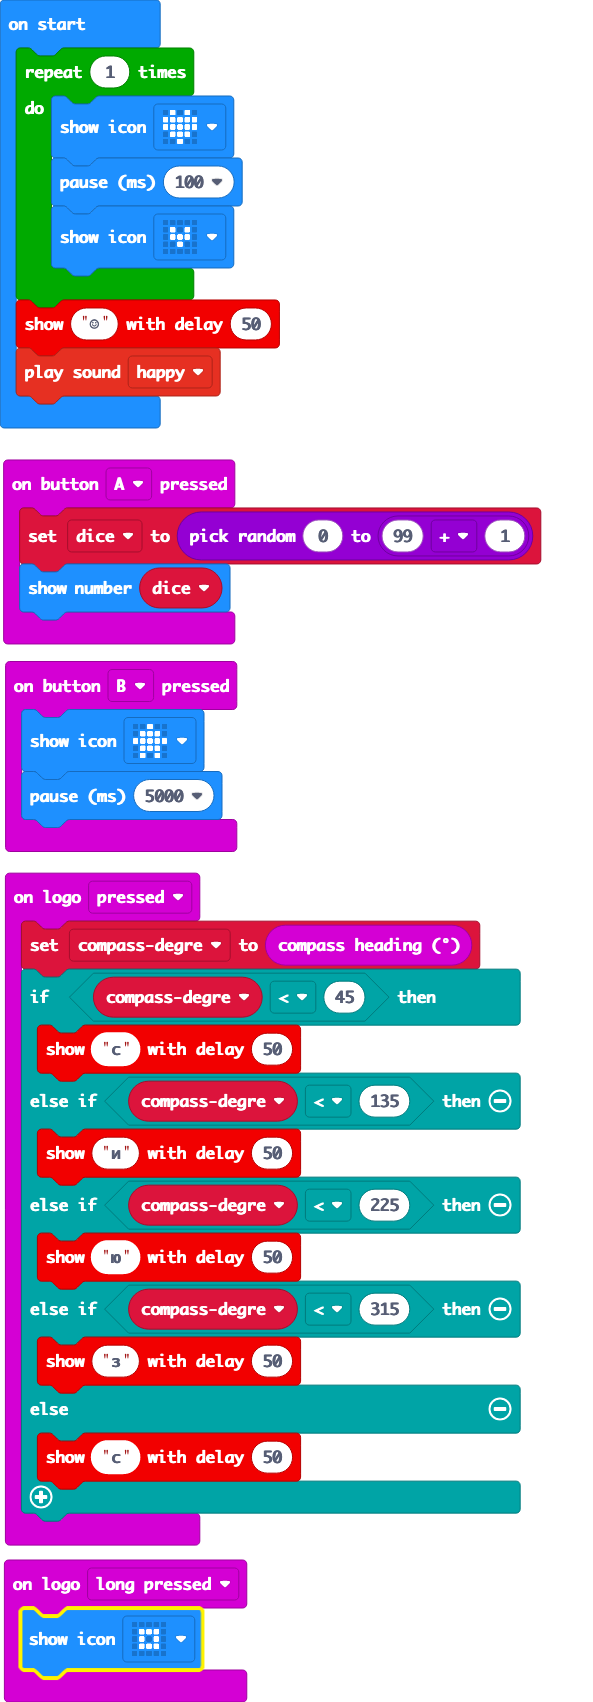 on start
repeat 1 times
do
show icon
pause (ms) 100
show icon
show "☺" with delay 50
play sound happy
on button A pressed
set dice to pick random 0 to 99 + 1
show number dice
on button B pressed
show icon
pause (ms) 5000
on logo pressed
set compass-degre to compass heading (°)
if compass-degre < 45 then
show "с" with delay 50
else if compass-degre < 135 then
show "и" with delay 50
else if compass-degre < 225 then
show "ю" with delay 50
else if compass-degre < 315 then
show "з" with delay 50
else
show "с" with delay 50
on logo long pressed
show icon